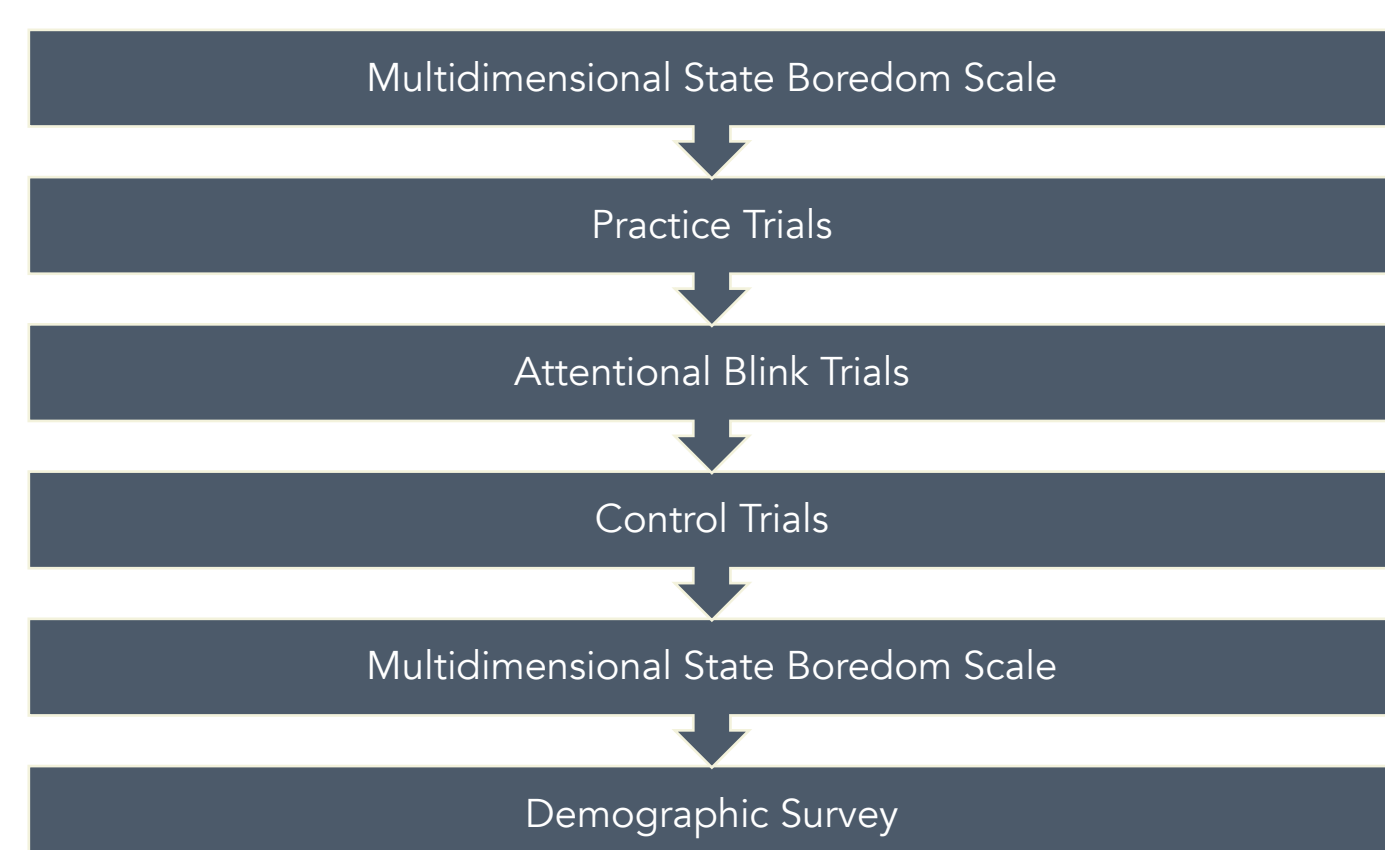 Multidimensional State Boredom Scale
Practice Trials
Attentional Blink Trials
Control Trials
Multidimensional State Boredom Scale
Demographic Survey